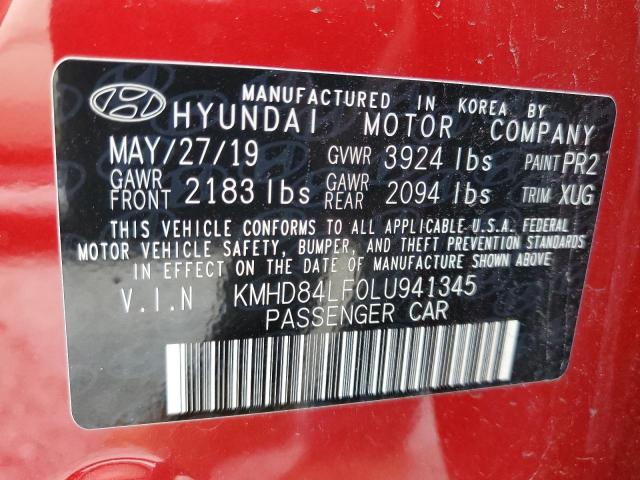 MANUFACTURED IN KOREA BY
HYUNDAI MOTOR COMPANY
MAY/27/19 GVWR 3924 lbs PAINT PR2
GAWR FRONT 2183 lbs GAWR REAR 2094 lbs TRIM XUG
THIS VEHICLE CONFORMS TO ALL APPLICABLE U.S.A. FEDERAL
MOTOR VEHICLE SAFETY, BUMPER, AND THEFT PREVENTION STANDARDS
IN EFFECT ON THE DATE OF MANUFACTURE SHOWN ABOVE.
V.I.N KMHD84LF0LU941345
PASSENGER CAR